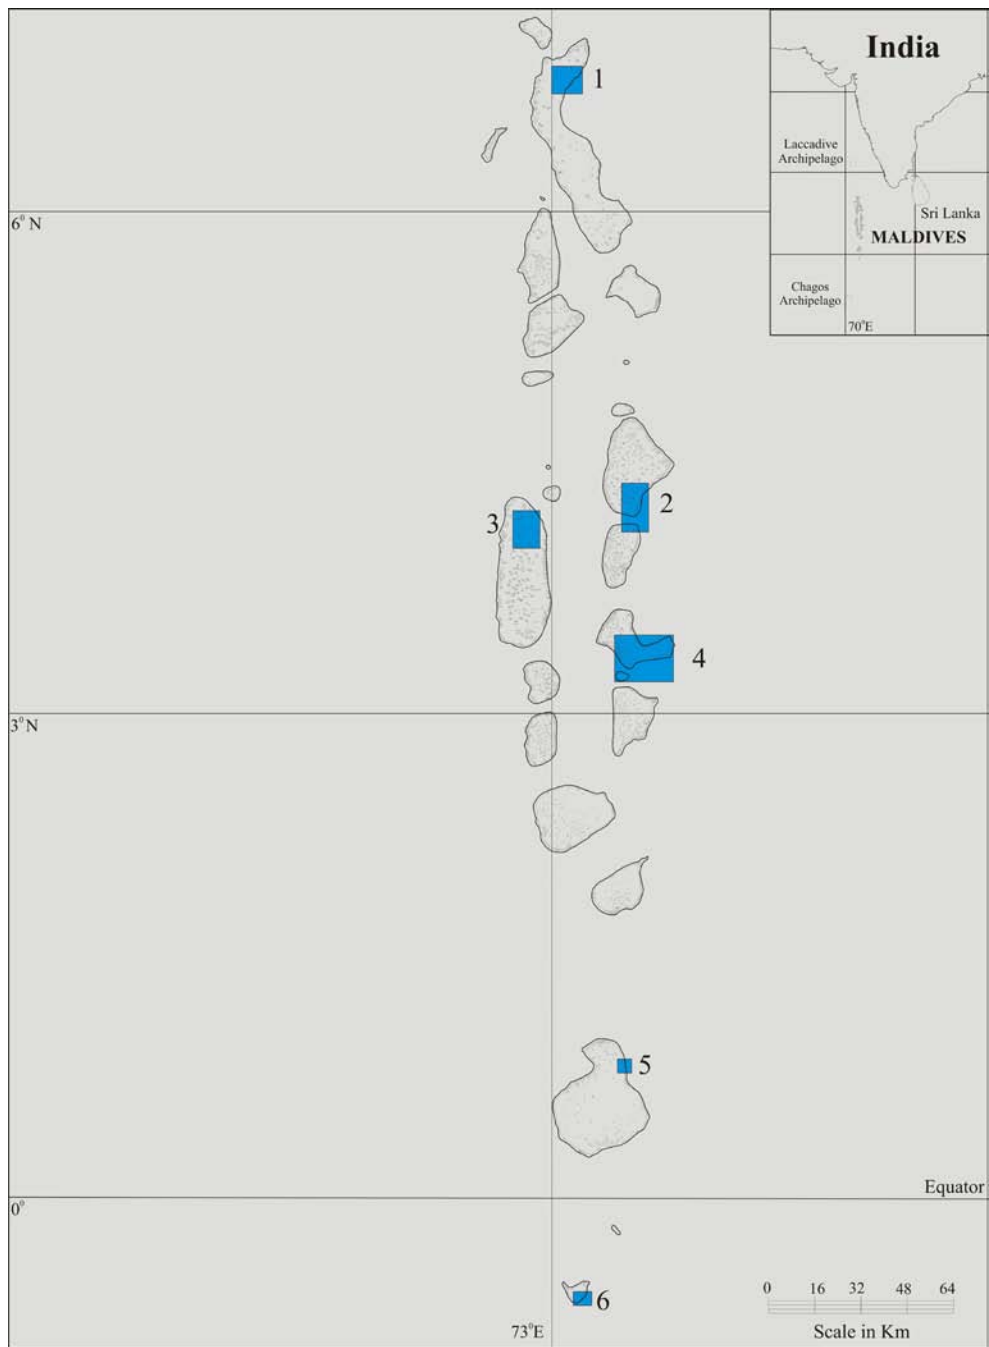 India
1
Laccadive
Archipelago
6° N
Sri Lanka
MALDIVES
Chagos
Archipelago
70°E
2
3
4
3° N
5
Equator
0°
0 16 32 48 64
6
73°E
Scale in Km